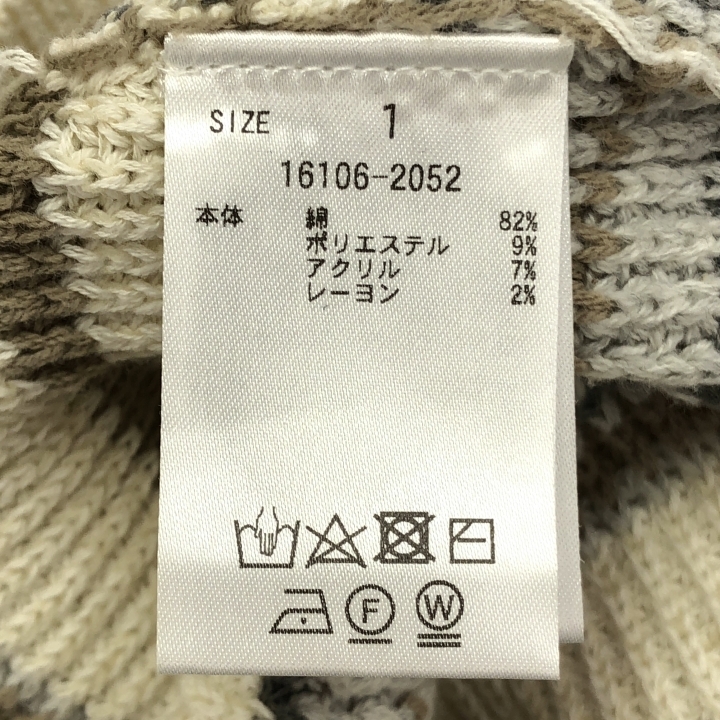 SIZE 1
16106-2052
本体 綿 82%
ポリエステル 9%
アクリル 7%
レーヨン 2%
F W